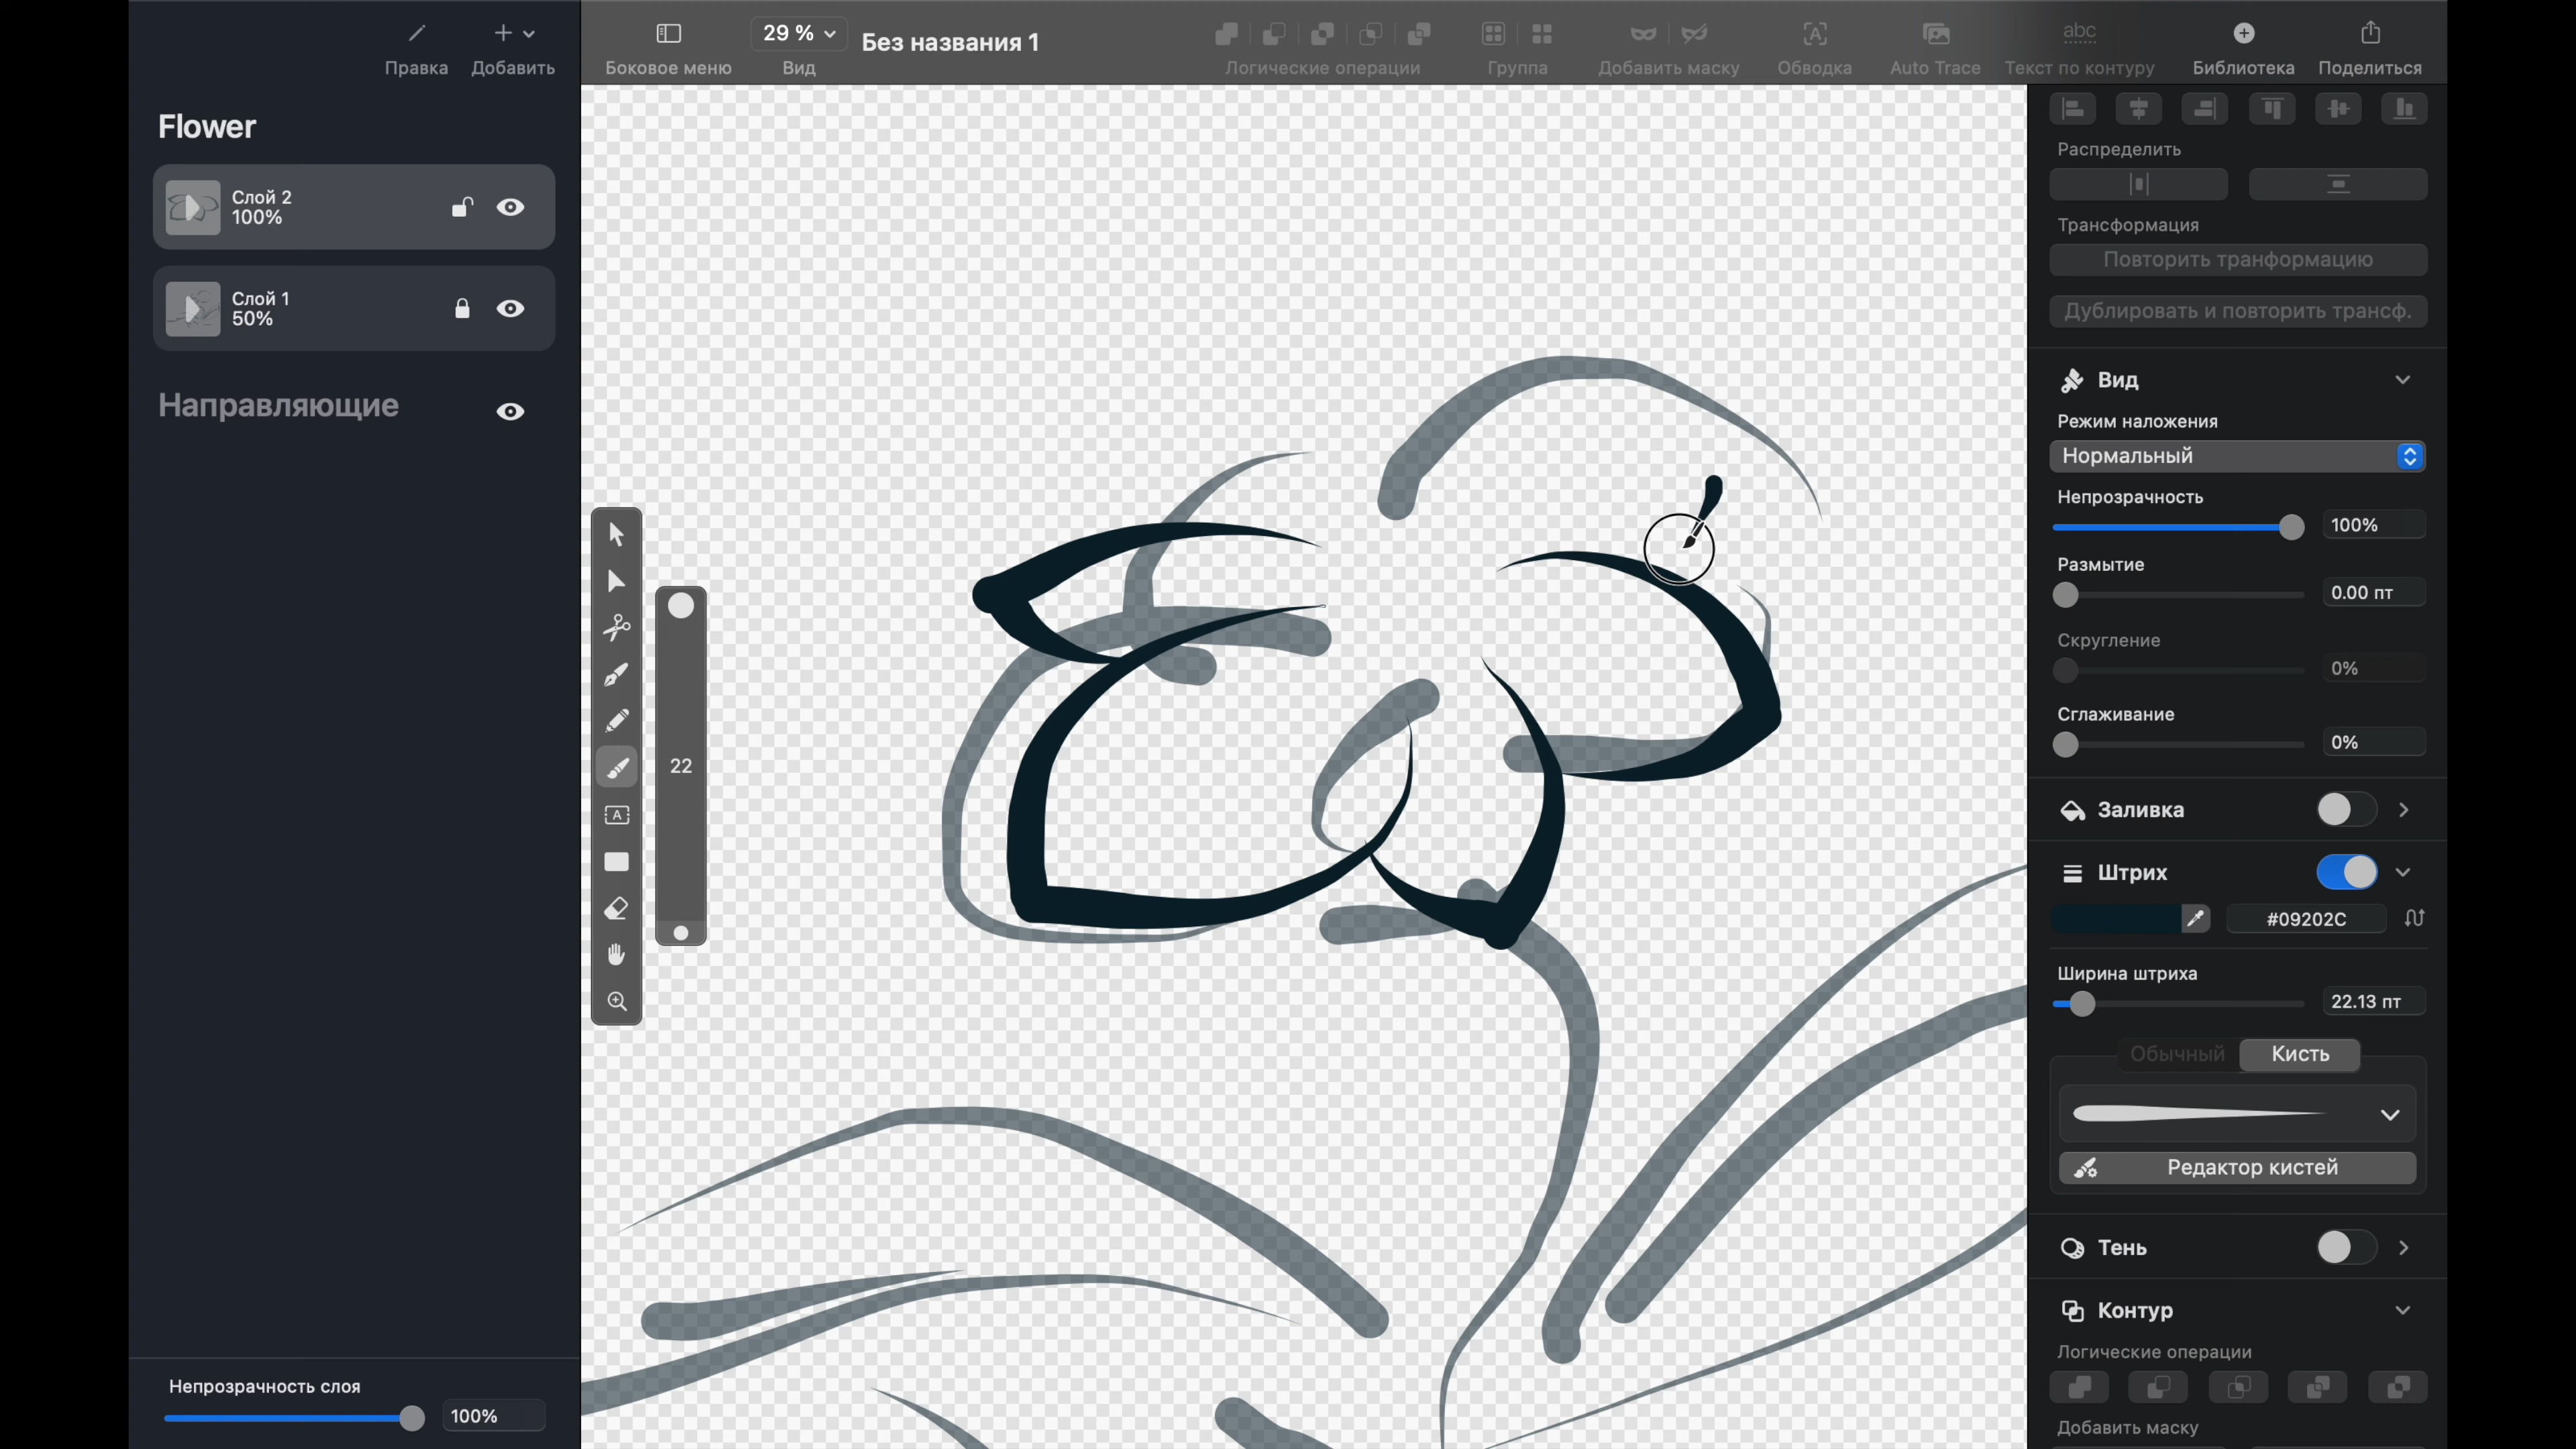 Правка
Добавить
Боковое меню
29 %
Вид
Без названия 1
Логические операции
Группа
Добавить маску
Обводка
Auto Trace
abc
Текст по контуру
Библиотека
Поделиться
Flower
Слой 2
100%
Слой 1
50%
Направляющие
22
A
Непрозрачность слоя
100%
Распределить
Трансформация
Повторить транформацию
Дублировать и повторить трансф.
Вид
Режим наложения
Нормальный
Непрозрачность
100%
Размытие
0.00 пт
Скругление
0%
Сглаживание
0%
Заливка
Штрих
#09202C
Ширина штриха
22.13 пт
Обычный
Кисть
Редактор кистей
Тень
Контур
Логические операции
Добавить маску